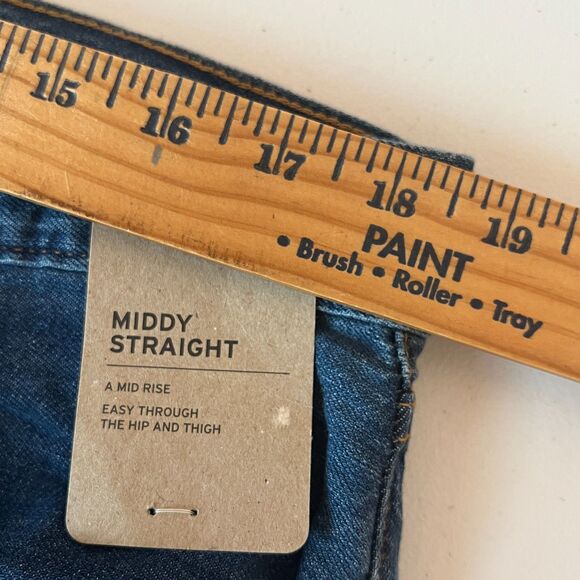 15 16 17 18 19
PAINT
• Brush • Roller • Tray
MIDDY
STRAIGHT
A MID RISE
EASY THROUGH
THE HIP AND THIGH